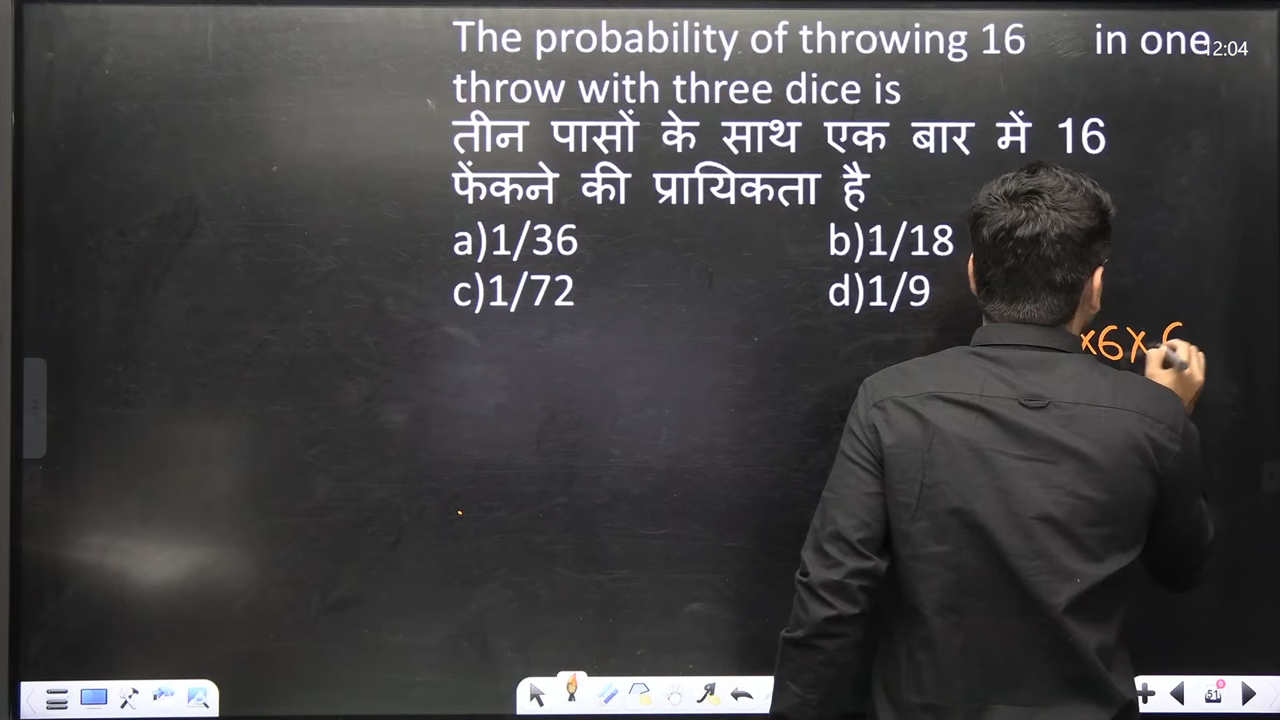 The probability of throwing 16 in one
12:04
throw with three dice is
तीन पासों के साथ एक बार में 16
फेंकने की प्रायिकता है
a)1/36 b)1/18
c)1/72 d)1/9
×6×6
51